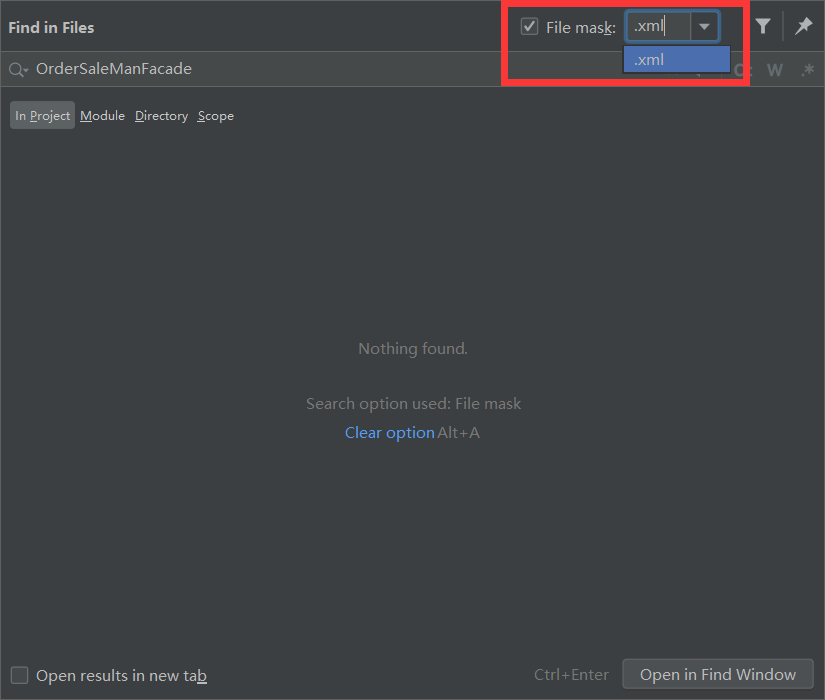 Find in Files
File mask: .xml
.xml
OrderSaleManFacade
W .*
In Project Module Directory Scope
Nothing found.
Search option used: File mask
Clear option Alt+A
Open results in new tab
Ctrl+Enter Open in Find Window